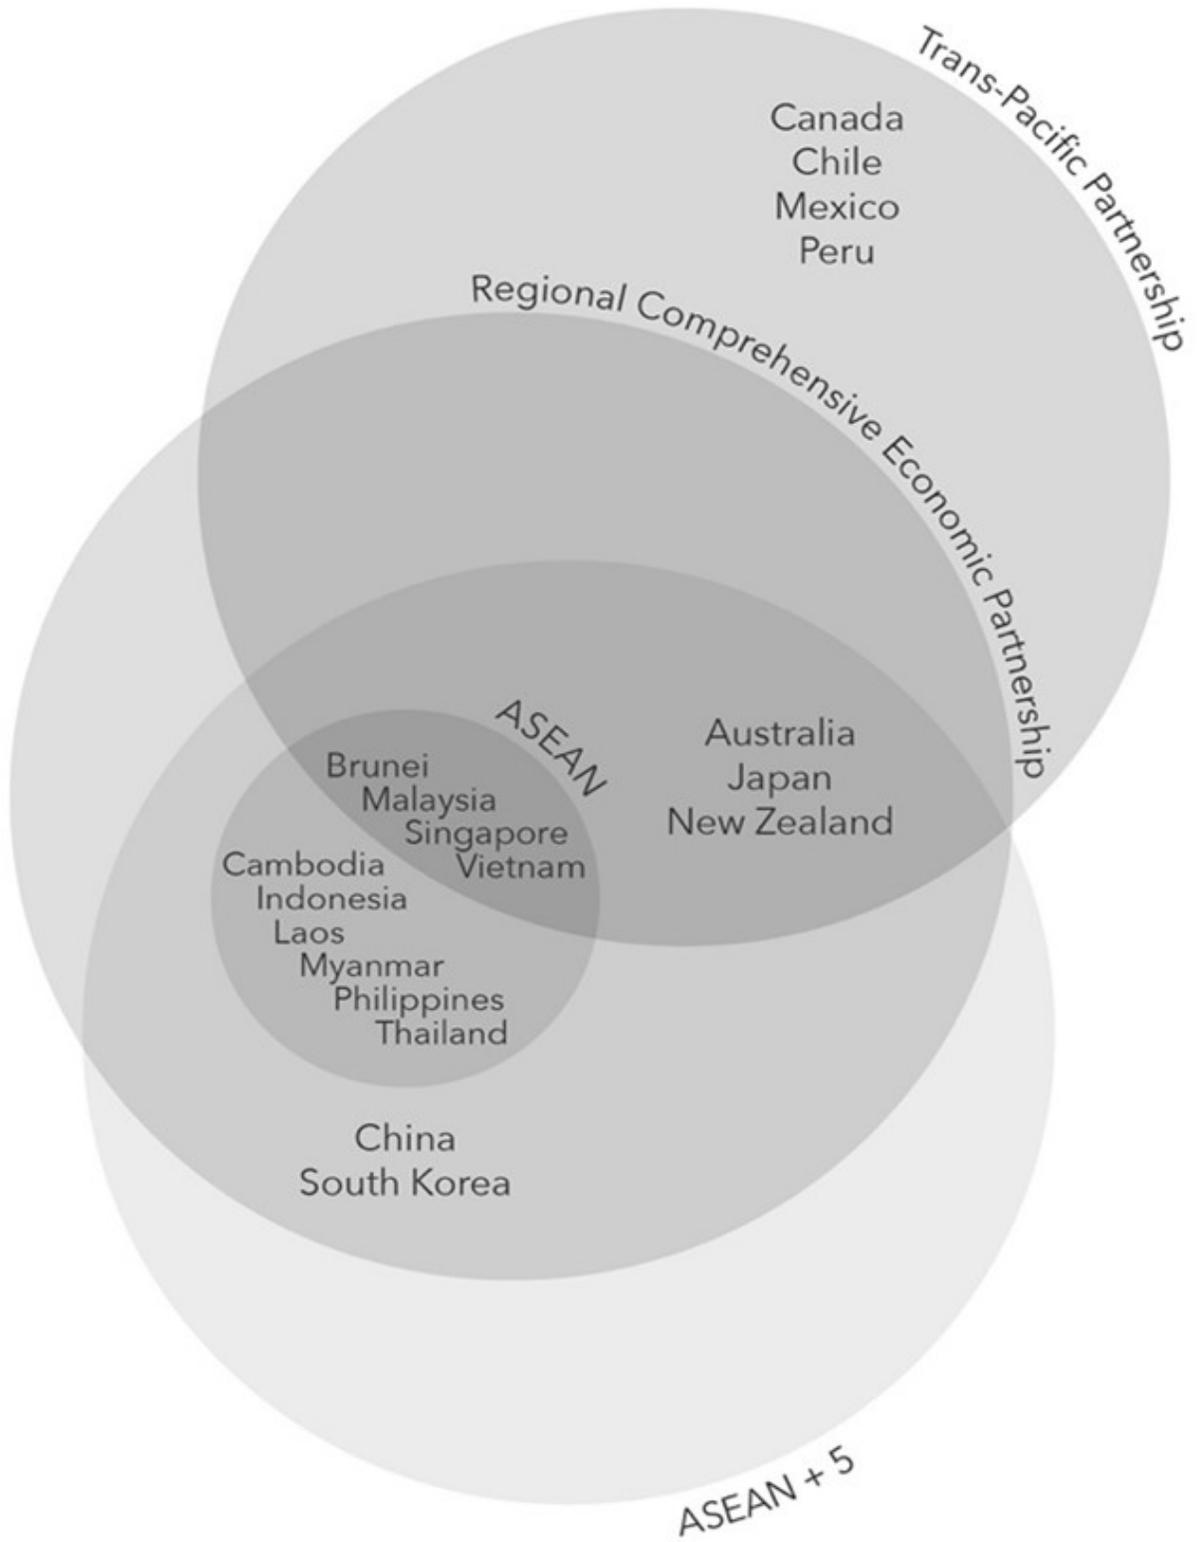 Trans-Pacific Partnership
Canada
Chile
Mexico
Peru
Regional Comprehensive Economic Partnership
ASEAN
Australia
Japan
New Zealand
Brunei
Malaysia
Singapore
Vietnam
Cambodia
Indonesia
Laos
Myanmar
Philippines
Thailand
China
South Korea
ASEAN + 5